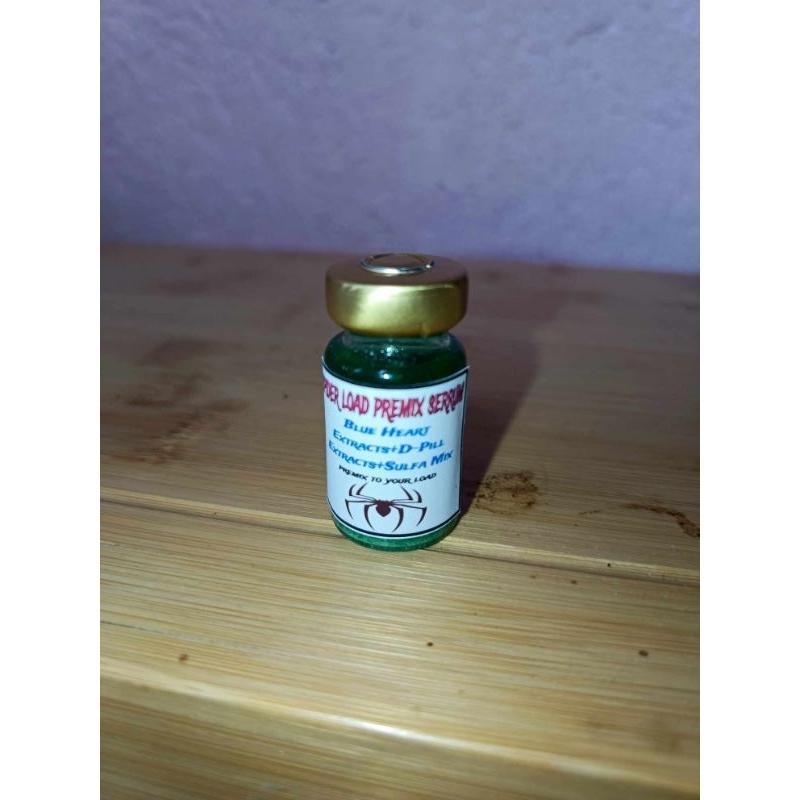 LOAD PREMIX SERRUM
BLUE HEART
EXTRACTS+D-PILL
EXTRACTS+SULFA MIX
PREMIX TO YOUR LOAD